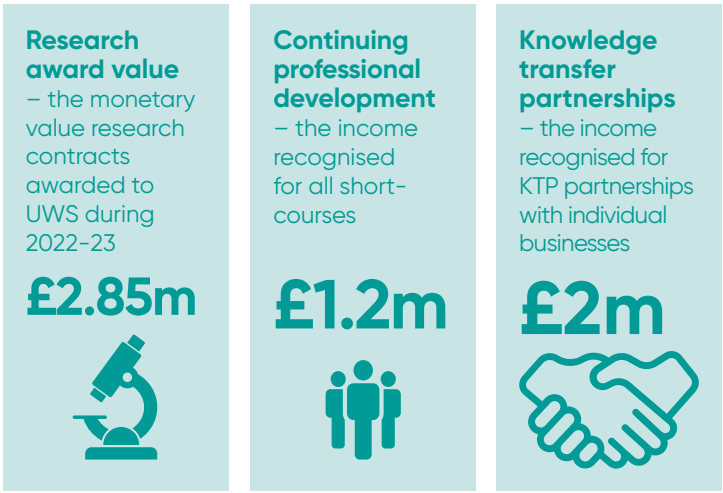 Research
award value
– the monetary
value research
contracts
awarded to
UWS during
2022-23
£2.85m
Continuing
professional
development
– the income
recognised
for all short-
courses
£1.2m
Knowledge
transfer
partnerships
– the income
recognised for
KTP partnerships
with individual
businesses
£2m